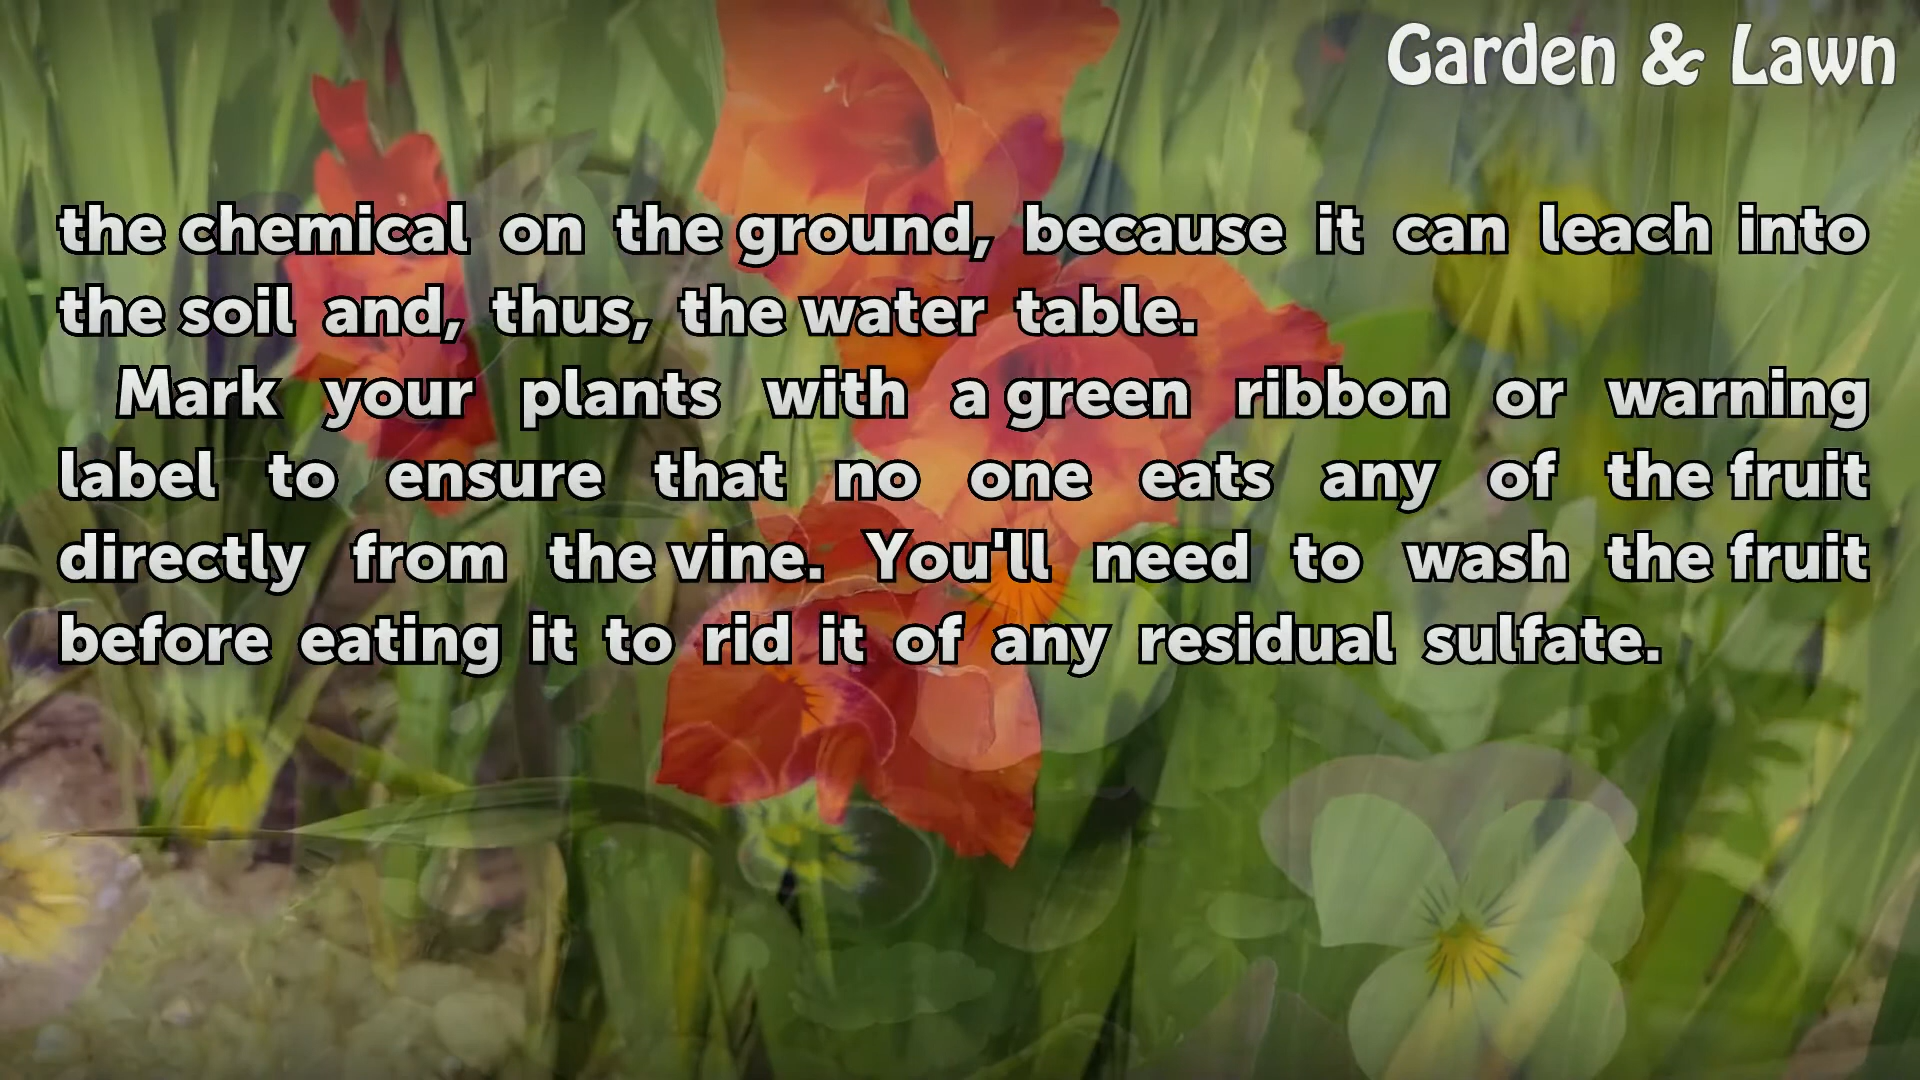 Garden & Lawn
the chemical on the ground, because it can leach into
the soil and, thus, the water table.
Mark your plants with a green ribbon or warning
label to ensure that no one eats any of the fruit
directly from the vine. You'll need to wash the fruit
before eating it to rid it of any residual sulfate.